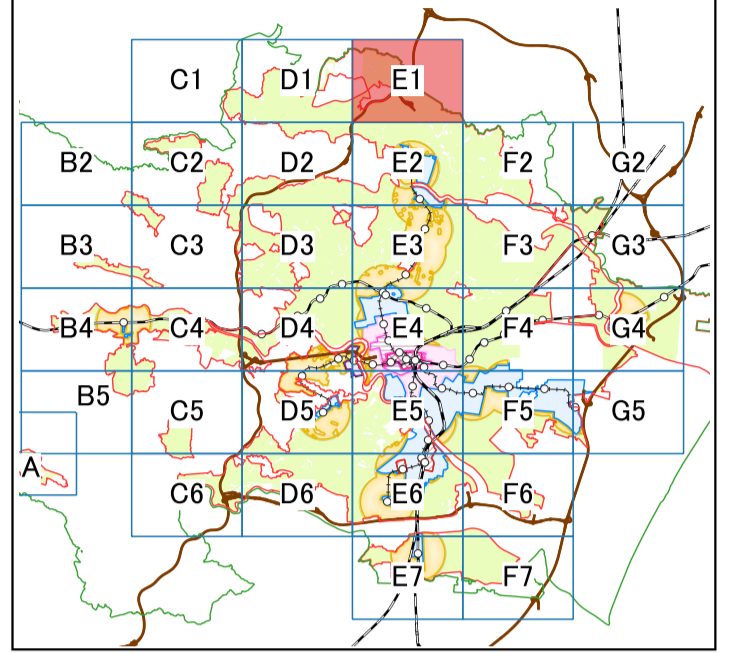 C1 D1 E1
B2 C2 D2 E2 F2 G2
B3 C3 D3 E3 F3 G3
B4 C4 D4 E4 F4 G4
B5 C5 D5 E5 F5 G5
A C6 D6 E6 F6
E7 F7